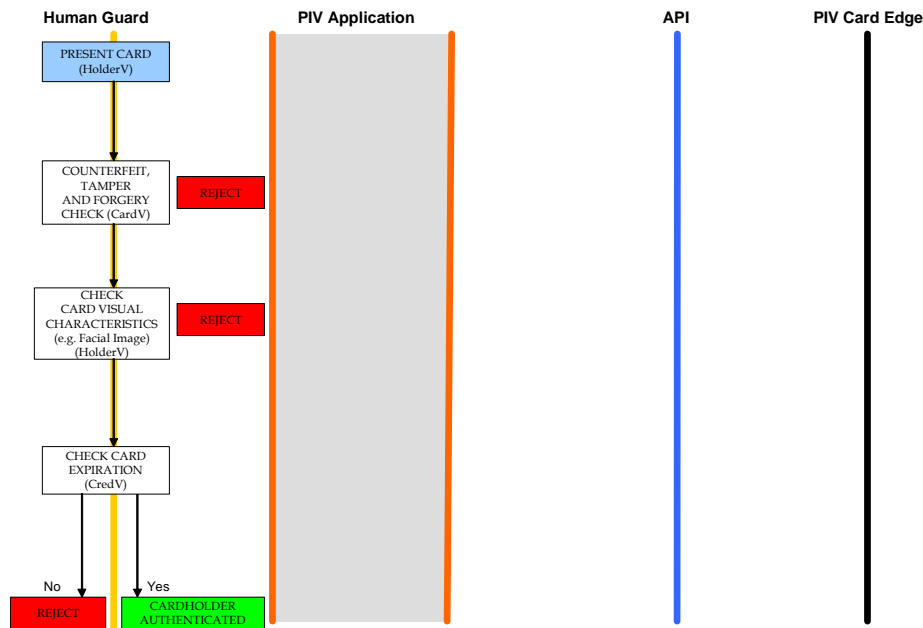 Human Guard
PIV Application
API
PIV Card Edge
PRESENT CARD
(HolderV)
COUNTERFEIT,
TAMPER
AND FORGERY
CHECK (CardV)
REJECT
CHECK
CARD VISUAL
CHARACTERISTICS
(e.g. Facial Image)
(HolderV)
REJECT
CHECK CARD
EXPIRATION
(CredV)
No
Yes
REJECT
CARDHOLDER
AUTHENTICATED